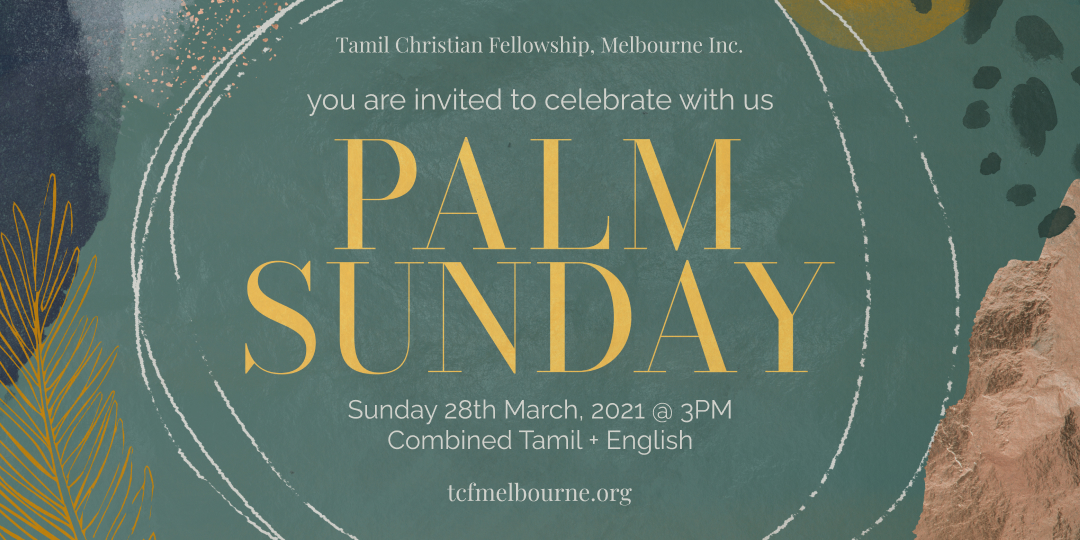 Tamil Christian Fellowship, Melbourne Inc.
you are invited to celebrate with us
PALM
SUNDAY
Sunday 28th March, 2021 @ 3PM
Combined Tamil + English
tcfmelbourne.org